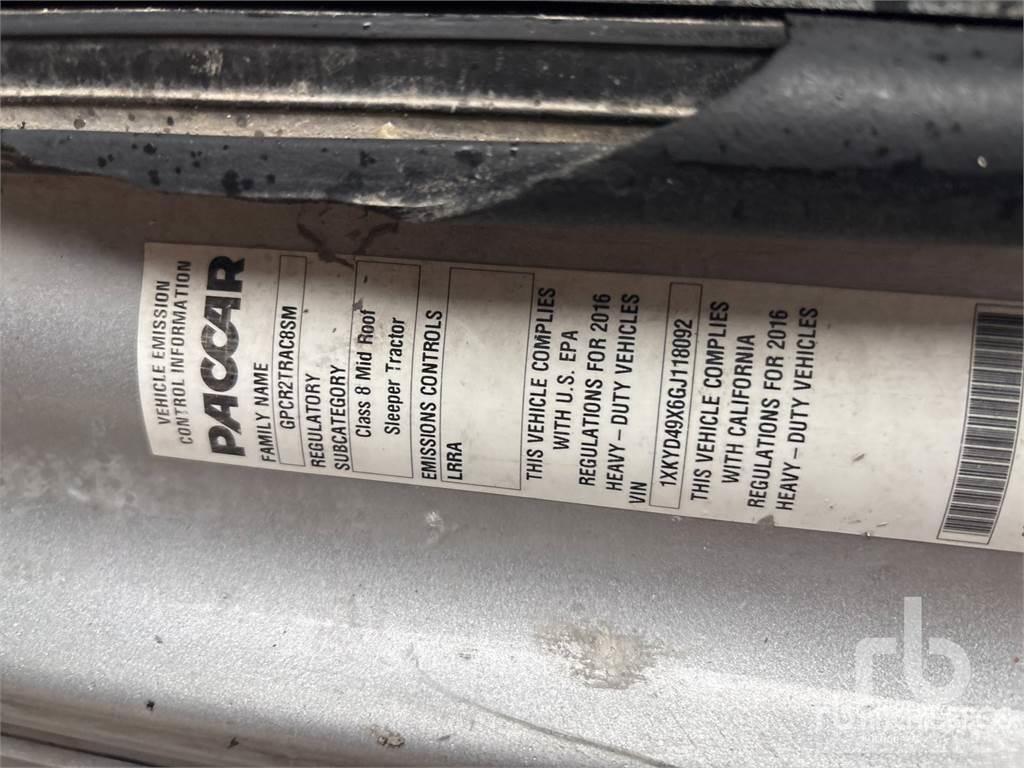 VEHICLE EMISSION
CONTROL INFORMATION
PACCAR
FAMILY NAME
GPCR2TRAC8SM
REGULATORY
SUBCATEGORY
Class 8 Mid Roof
Sleeper Tractor
EMISSIONS CONTROLS
LRRA
THIS VEHICLE COMPLIES
WITH U.S. EPA
REGULATIONS FOR 2016
HEAVY-DUTY VEHICLES
VIN
1XKYD49X6GJ118092
THIS VEHICLE COMPLIES
WITH CALIFORNIA
REGULATIONS FOR 2016
HEAVY-DUTY VEHICLES
rb